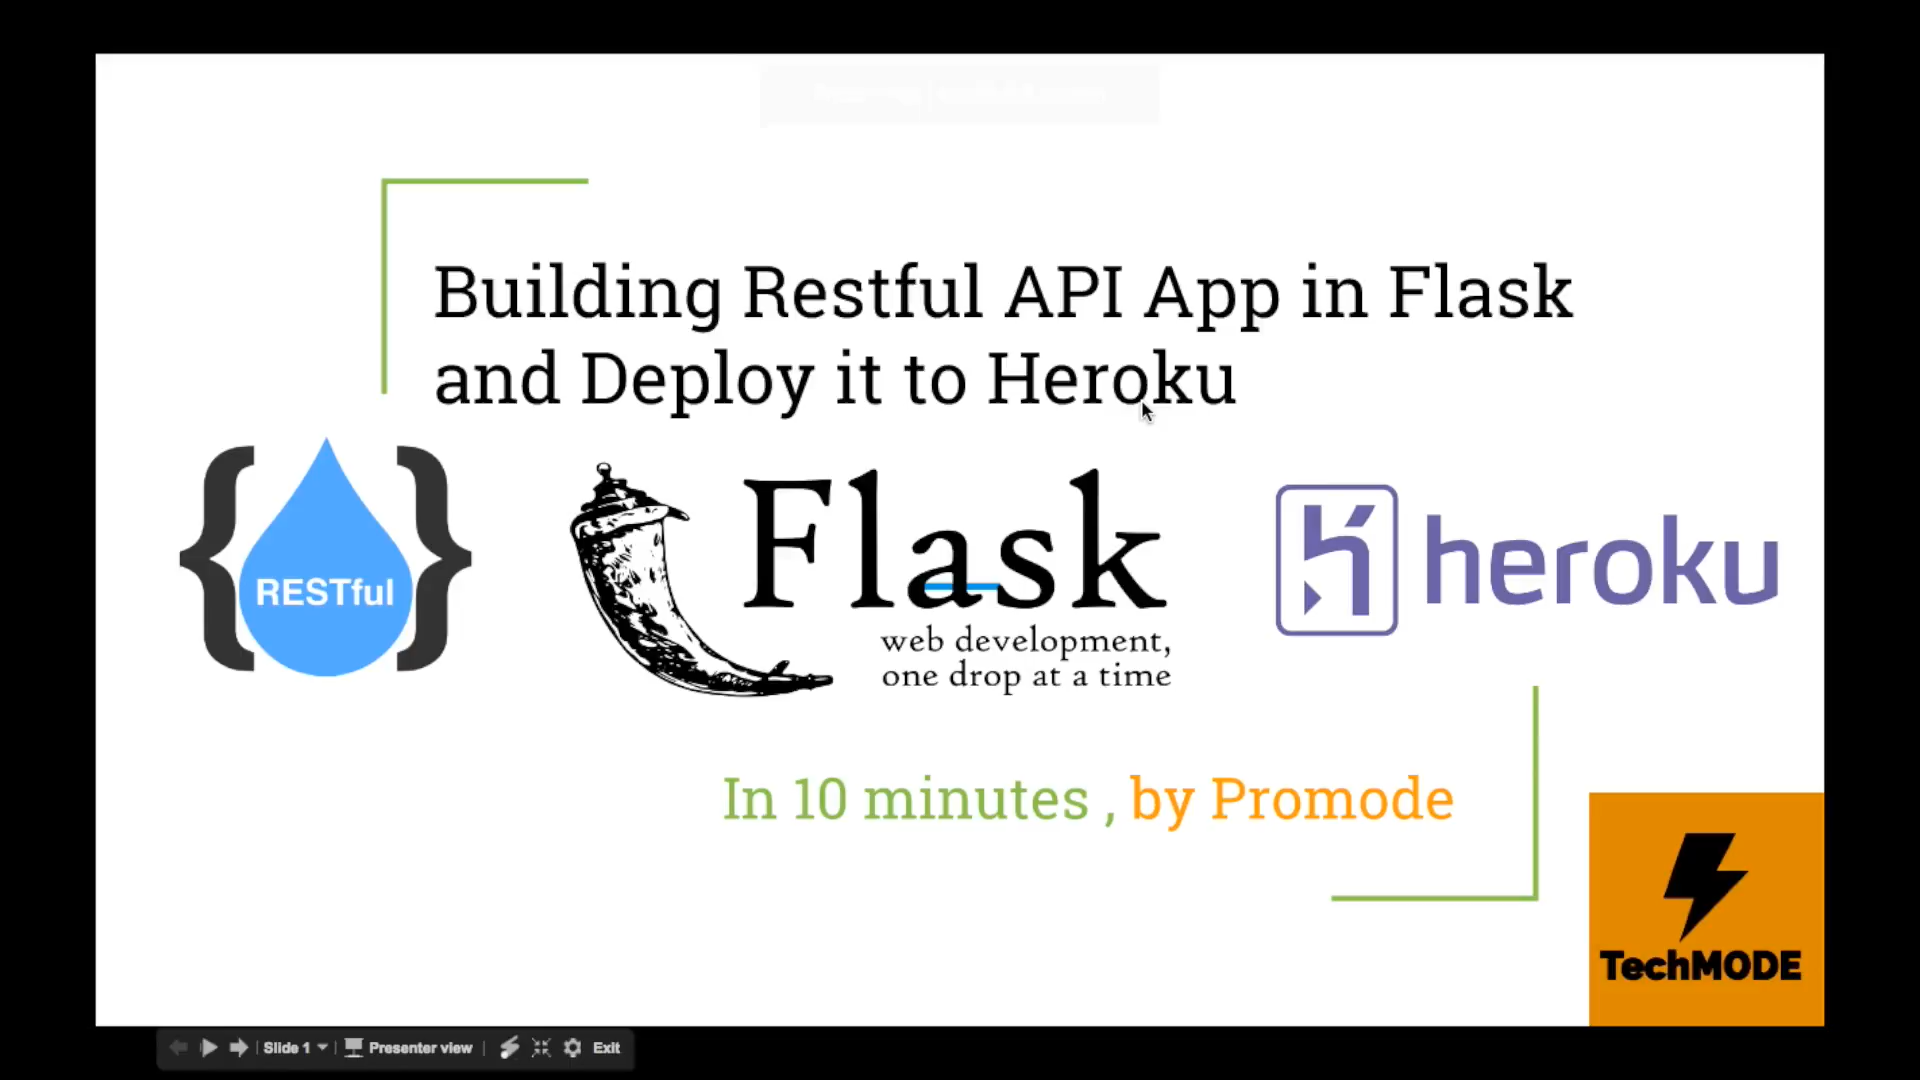 Building Restful API App in Flask
and Deploy it to Heroku
{RESTful}
Flask
web development,
one drop at a time
heroku
In 10 minutes , by Promode
TechMODE
Slide 1
Presenter view
Exit